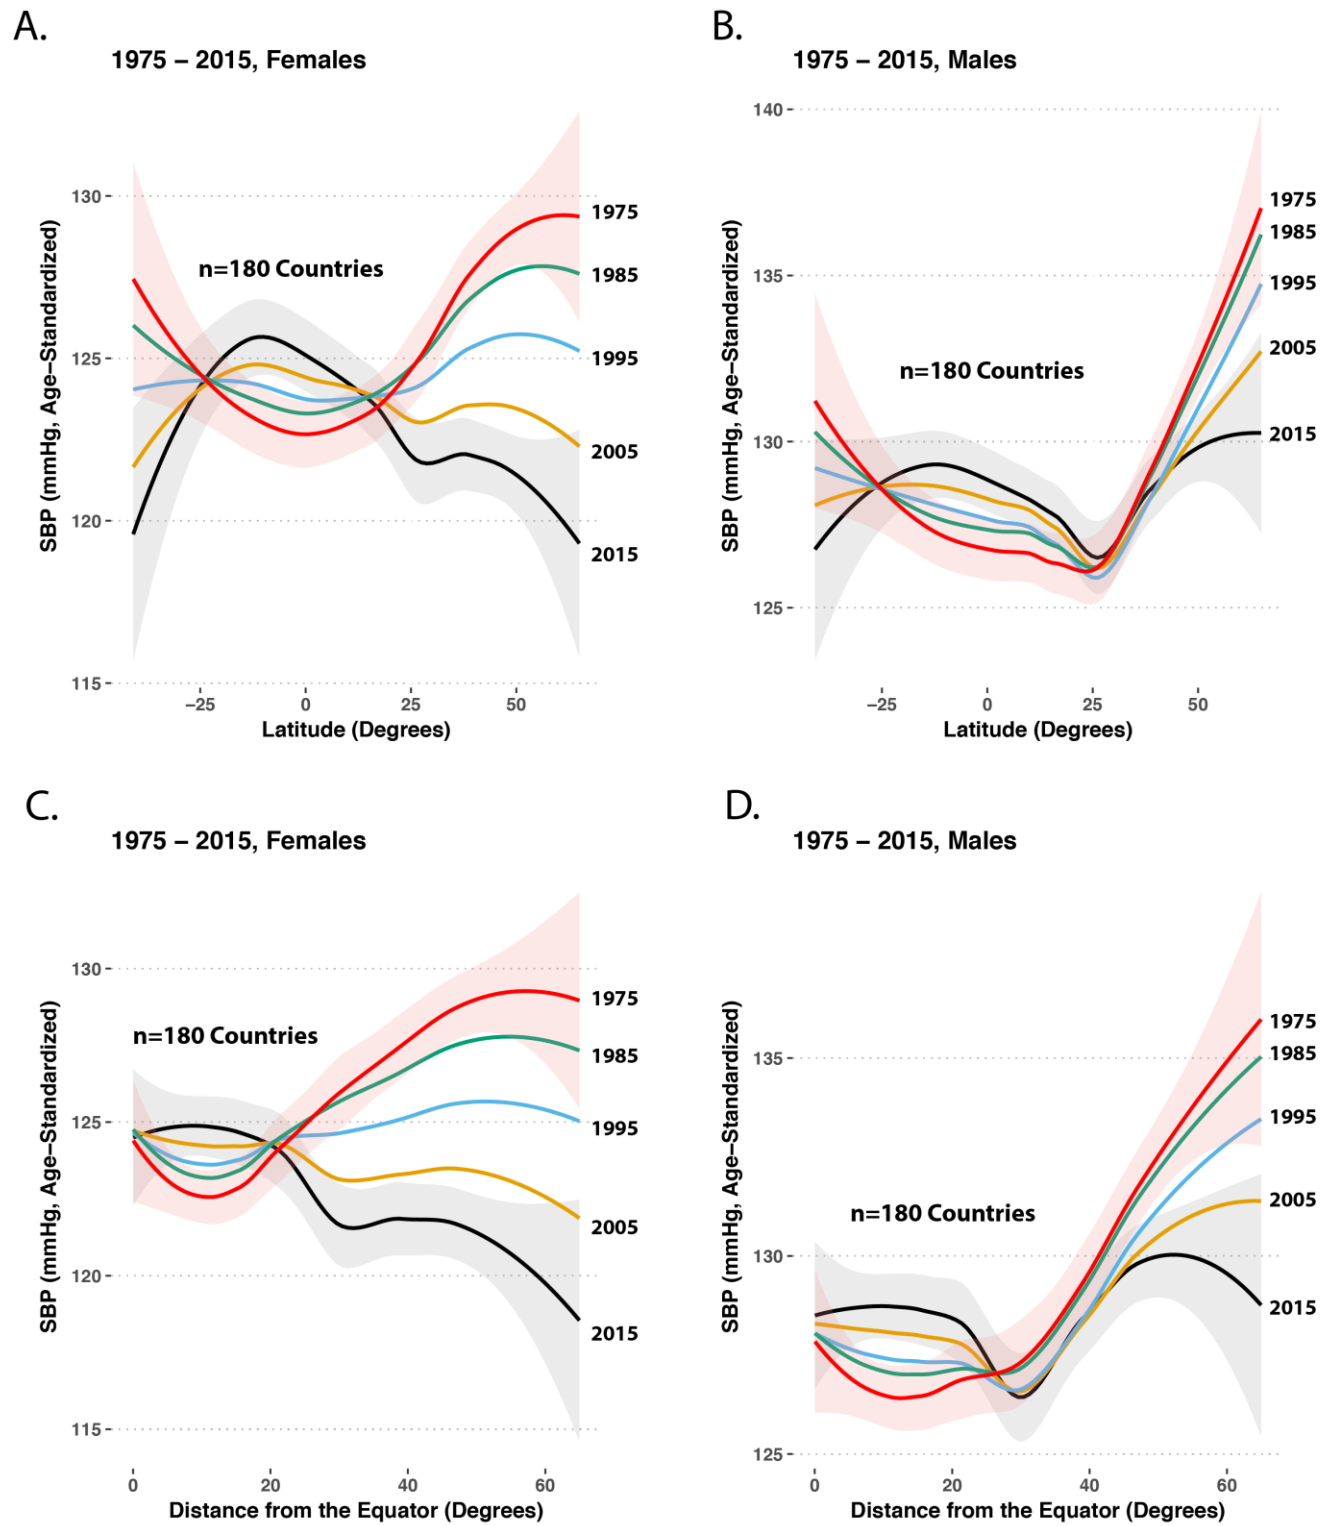 A.
1975 – 2015, Females
SBP (mmHg, Age–Standardized)
130
125
120
115
n=180 Countries
1975
1985
1995
2005
2015
−25
0
25
50
Latitude (Degrees)
B.
1975 – 2015, Males
SBP (mmHg, Age–Standardized)
140
135
130
125
n=180 Countries
1975
1985
1995
2005
2015
−25
0
25
50
Latitude (Degrees)
C.
1975 – 2015, Females
SBP (mmHg, Age–Standardized)
130
125
120
115
n=180 Countries
1975
1985
1995
2005
2015
0
20
40
60
Distance from the Equator (Degrees)
D.
1975 – 2015, Males
SBP (mmHg, Age–Standardized)
135
130
125
n=180 Countries
1975
1985
1995
2005
2015
0
20
40
60
Distance from the Equator (Degrees)